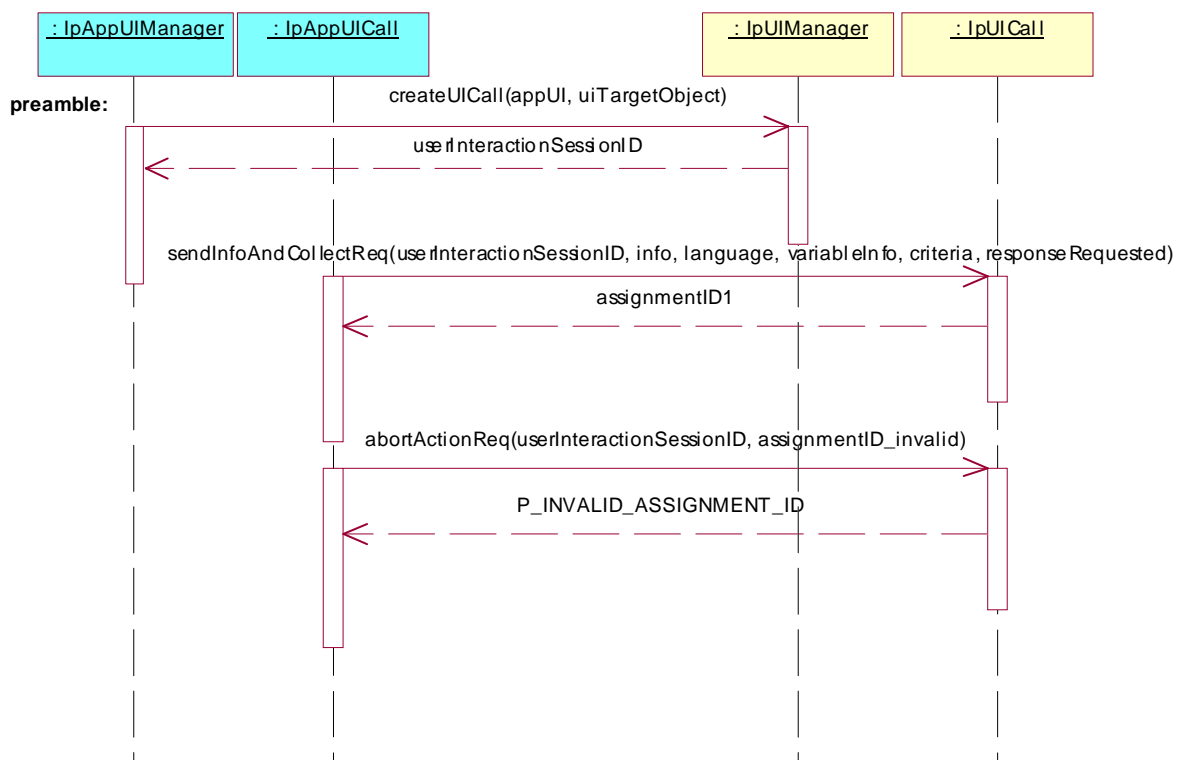 : IpAppUIManager
: IpAppUICall
: IpUIManager
: IpUICall
preamble:
createUICall(appUI, uiTargetObject)
userInteractionSessionID
sendInfoAndCollectReq(userInteractionSessionID, info, language, variableInfo, criteria, responseRequested)
assignmentID1
abortActionReq(userInteractionSessionID, assignmentID_invalid)
P_INVALID_ASSIGNMENT_ID